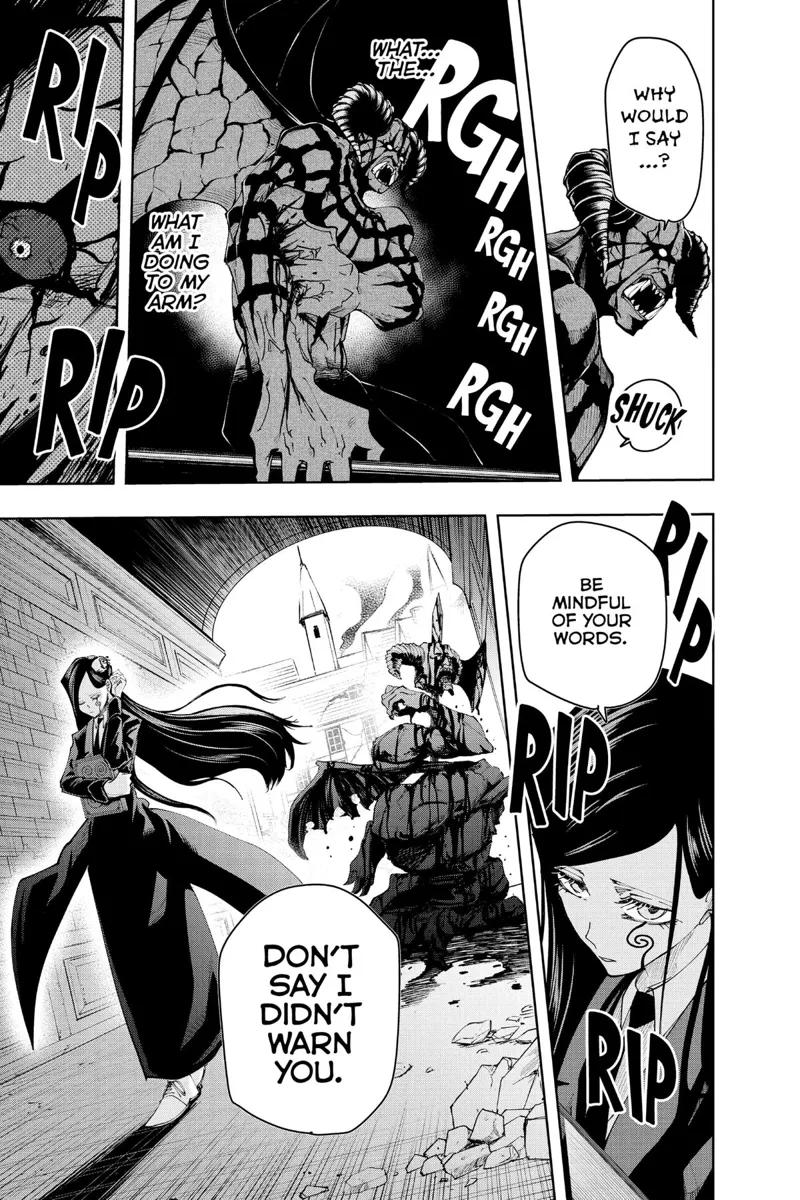 WHY
WOULD
I SAY
...?
SHUCK
WHAT...
THE...
RGH
RGH
RGH
RGH
WHAT
AM I
DOING
TO MY
ARM?
RIP
RIP
RIP
BE
MINDFUL
OF YOUR
WORDS.
RIP
RIP
DON'T
SAY I
DIDN'T
WARN
YOU.